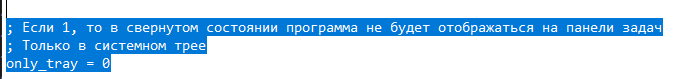 ; Если 1, то в свернутом состоянии программа не будет отображаться на панели задач
; Только в системном трее
only_tray = 0